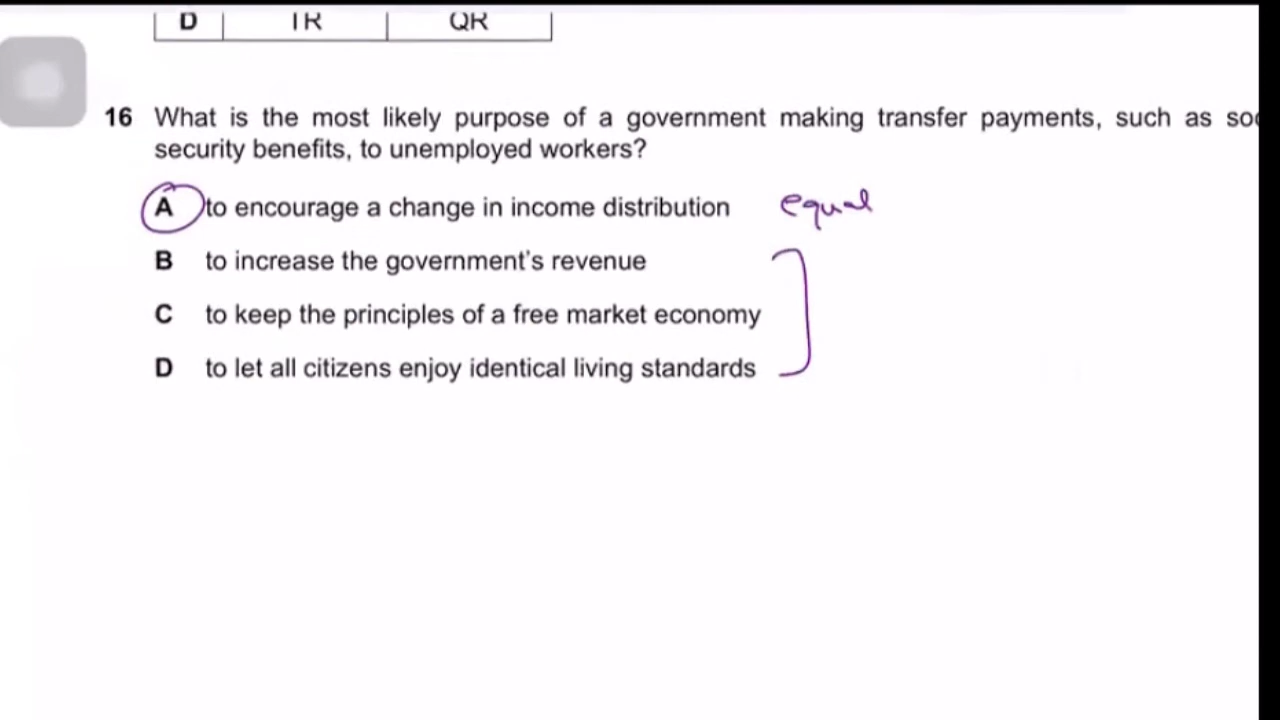 D TR QR
16 What is the most likely purpose of a government making transfer payments, such as
security benefits, to unemployed workers?
A to encourage a change in income distribution equal
B to increase the government's revenue
C to keep the principles of a free market economy
D to let all citizens enjoy identical living standards